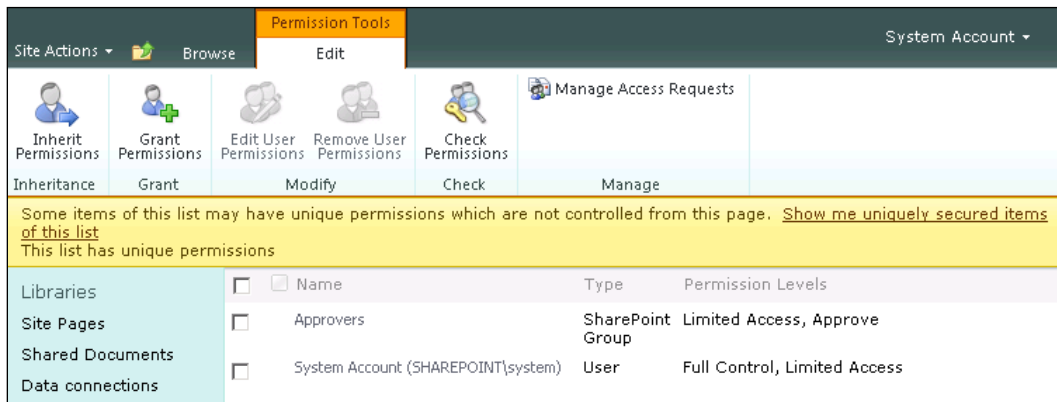 Permission Tools
Site Actions Browse Edit System Account
Inherit Permissions
Grant Permissions
Edit User Permissions
Remove User Permissions
Check Permissions
Manage Access Requests
Inheritance Grant Modify Check Manage
Some items of this list may have unique permissions which are not controlled from this page. Show me uniquely secured items
of this list
This list has unique permissions
Libraries
Site Pages
Shared Documents
Data connections
Name Type Permission Levels
Approvers SharePoint Group Limited Access, Approve
System Account (SHAREPOINT\system) User Full Control, Limited Access